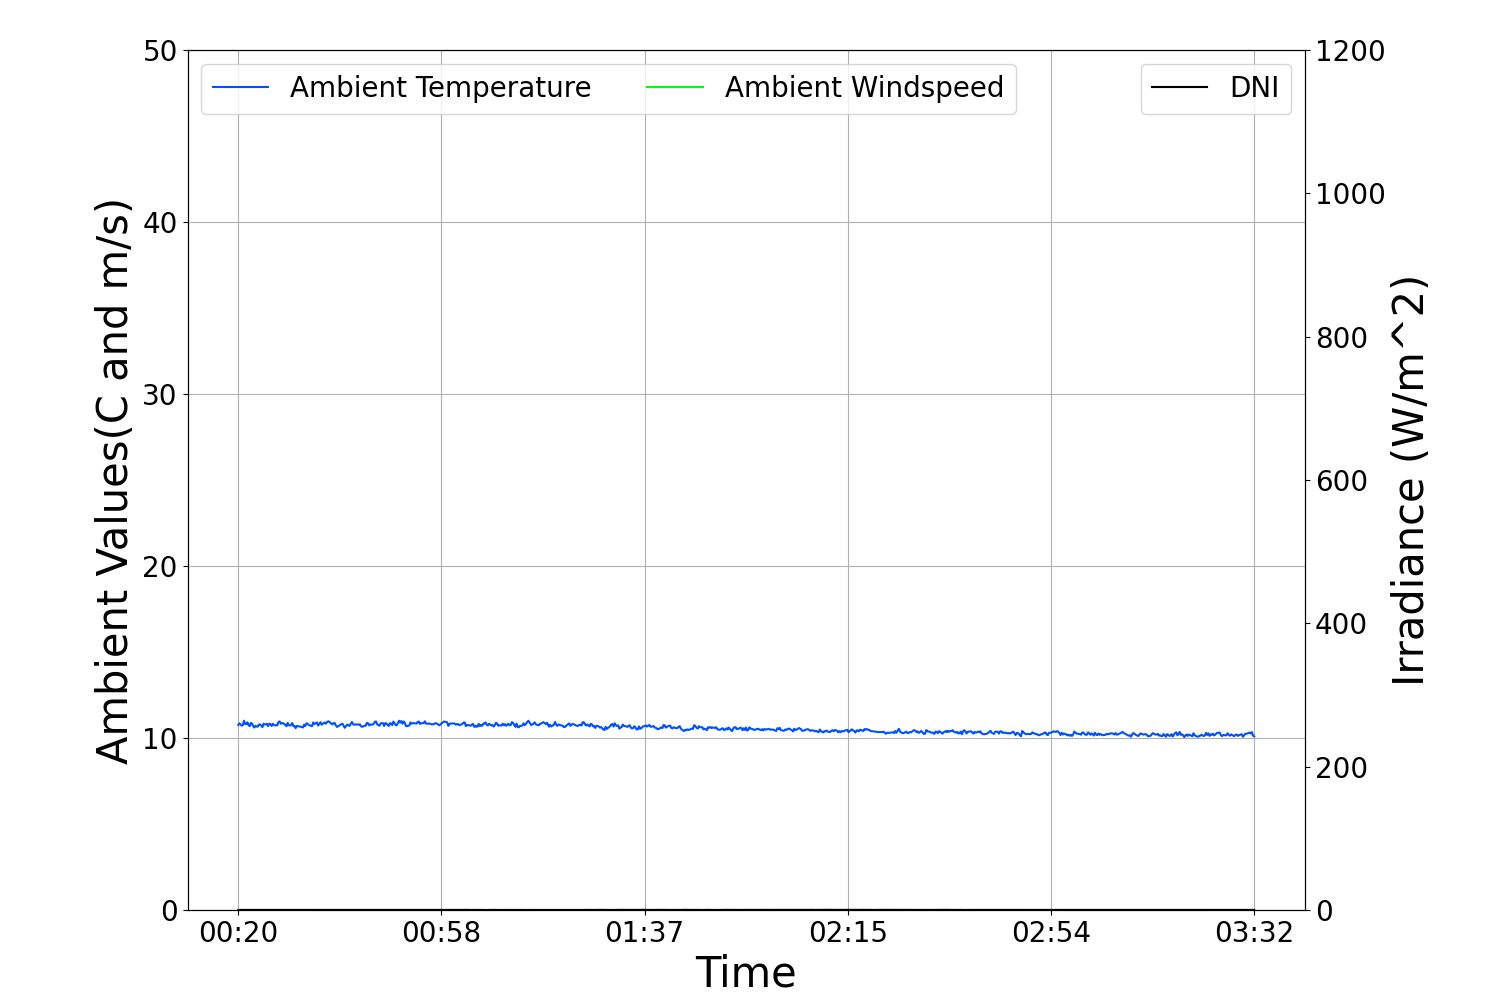 Ambient Temperature
Ambient Windspeed
DNI
Ambient Values(C and m/s)
50
40
30
20
10
0
1200
1000
800
600
400
200
0
Irradiance (W/m^2)
00:20 00:58 01:37 02:15 02:54 03:32
Time